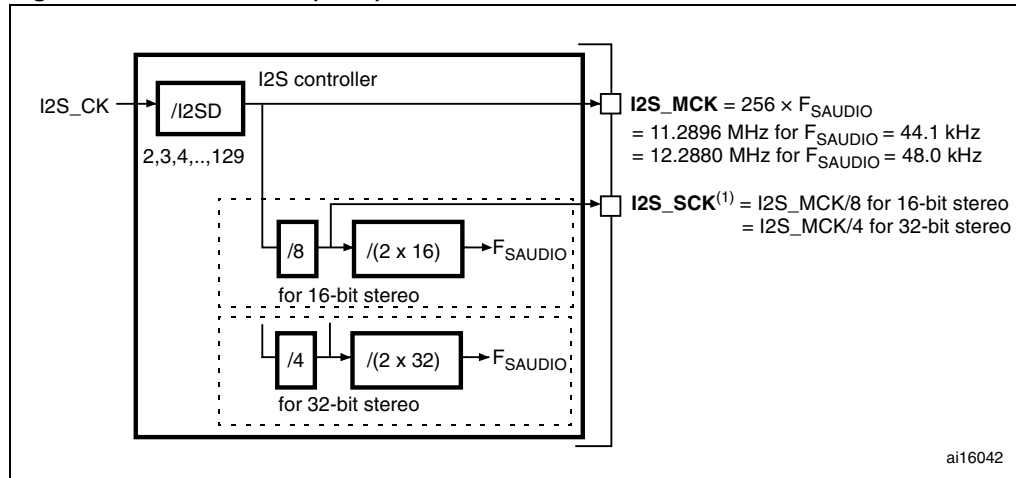 I2S controller
I2S_CK
/I2SD
2,3,4,..,129
I2S_MCK = 256 × FSAUDIO
= 11.2896 MHz for FSAUDIO = 44.1 kHz
= 12.2880 MHz for FSAUDIO = 48.0 kHz
I2S_SCK(1) = I2S_MCK/8 for 16-bit stereo
= I2S_MCK/4 for 32-bit stereo
/8
/(2 x 16)
FSAUDIO
for 16-bit stereo
/4
/(2 x 32)
FSAUDIO
for 32-bit stereo
ai16042